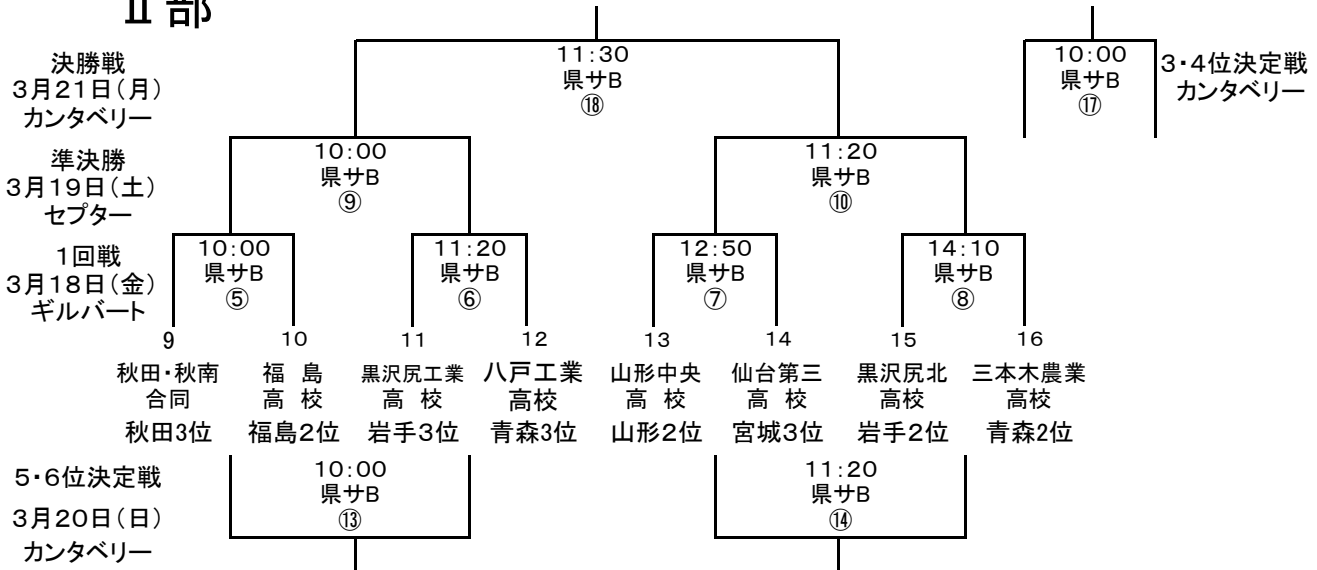 Ⅱ部
決勝戦
3月21日(月)
カンタベリー
11:30
県サB
⑱
10:00
県サB
⑰
3・4位決定戦
カンタベリー
準決勝
3月19日(土)
セプター
10:00
県サB
⑨
11:20
県サB
⑩
1回戦
3月18日(金)
ギルバート
10:00
県サB
⑤
11:20
県サB
⑥
12:50
県サB
⑦
14:10
県サB
⑧
9
秋田・秋南
合同
秋田3位
10
福 島
高 校
福島2位
11
黒沢尻工業
高 校
岩手3位
12
八戸工業
高校
青森3位
13
山形中央
高 校
山形2位
14
仙台第三
高 校
宮城3位
15
黒沢尻北
高校
岩手2位
16
三本木農業
高校
青森2位
5・6位決定戦
3月20日(日)
カンタベリー
10:00
県サB
⑬
11:20
県サB
⑭